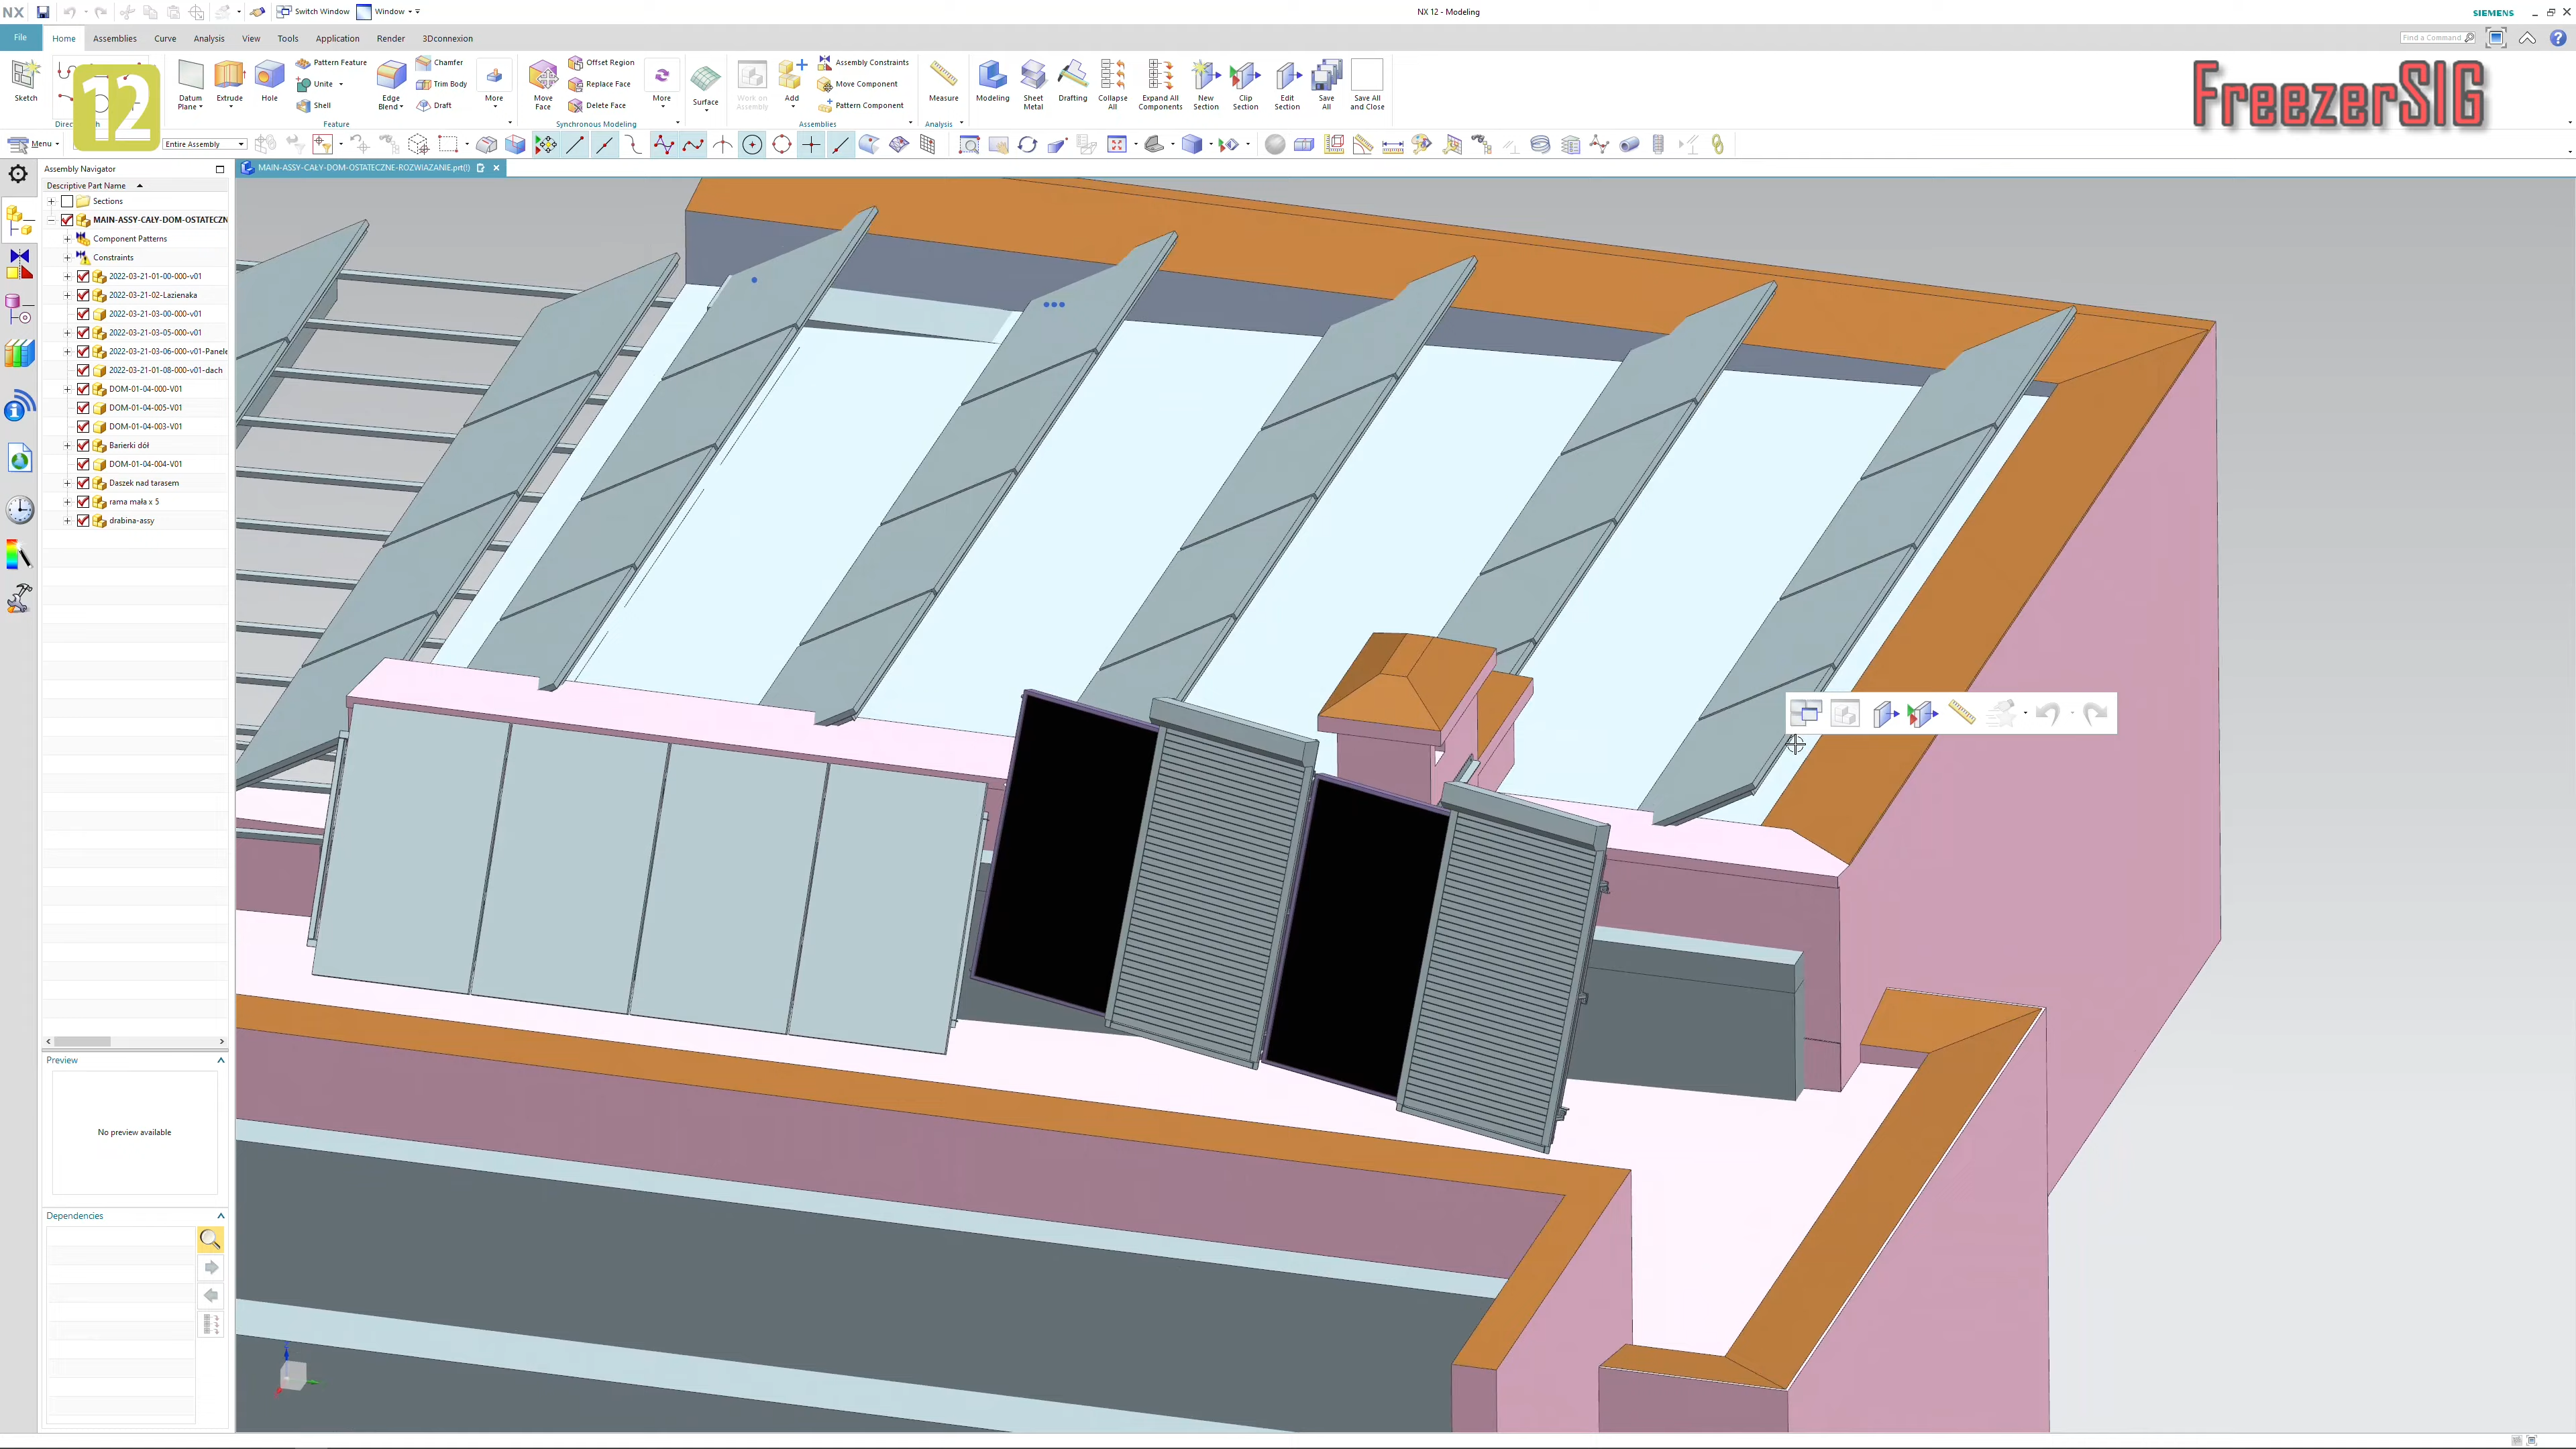 NX
Switch Window
Window
NX 12 - Modeling
SIEMENS
File
Home
Assemblies
Curve
Analysis
View
Tools
Application
Render
3Dconnexion
Find a Command
12
FreezerSIG
Sketch
Datum Plane
Extrude
Hole
Pattern Feature
Unite
Shell
Edge Blend
Chamfer
Trim Body
Draft
More
Move Face
Offset Region
Replace Face
Delete Face
More
Surface
Work on Assembly
Add
Assembly Constraints
Move Component
Pattern Component
Measure
Modeling
Sheet Metal
Drafting
Collapse All
Expand All Components
New Section
Clip Section
Edit Section
Save All
Save All and Close
Feature
Synchronous Modeling
Assemblies
Analysis
Menu
Entire Assembly
Assembly Navigator
MAIN-ASSY-CAŁY-DOM-OSTATECZNE-ROZWIAZANIE.prt(!)
Descriptive Part Name
Sections
MAIN-ASSY-CAŁY-DOM-OSTATECZN
Component Patterns
Constraints
2022-03-21-01-00-000-v01
2022-03-21-02-Lazienka
2022-03-21-03-00-000-v01
2022-03-21-03-05-000-v01
2022-03-21-03-06-000-v01-Panele
2022-03-21-01-08-000-v01-dach
DOM-01-04-000-V01
DOM-01-04-005-V01
DOM-01-04-003-V01
Barierki dół
DOM-01-04-004-V01
Daszek nad tarasem
rama mała x 5
drabina-assy
Preview
No preview available
Dependencies